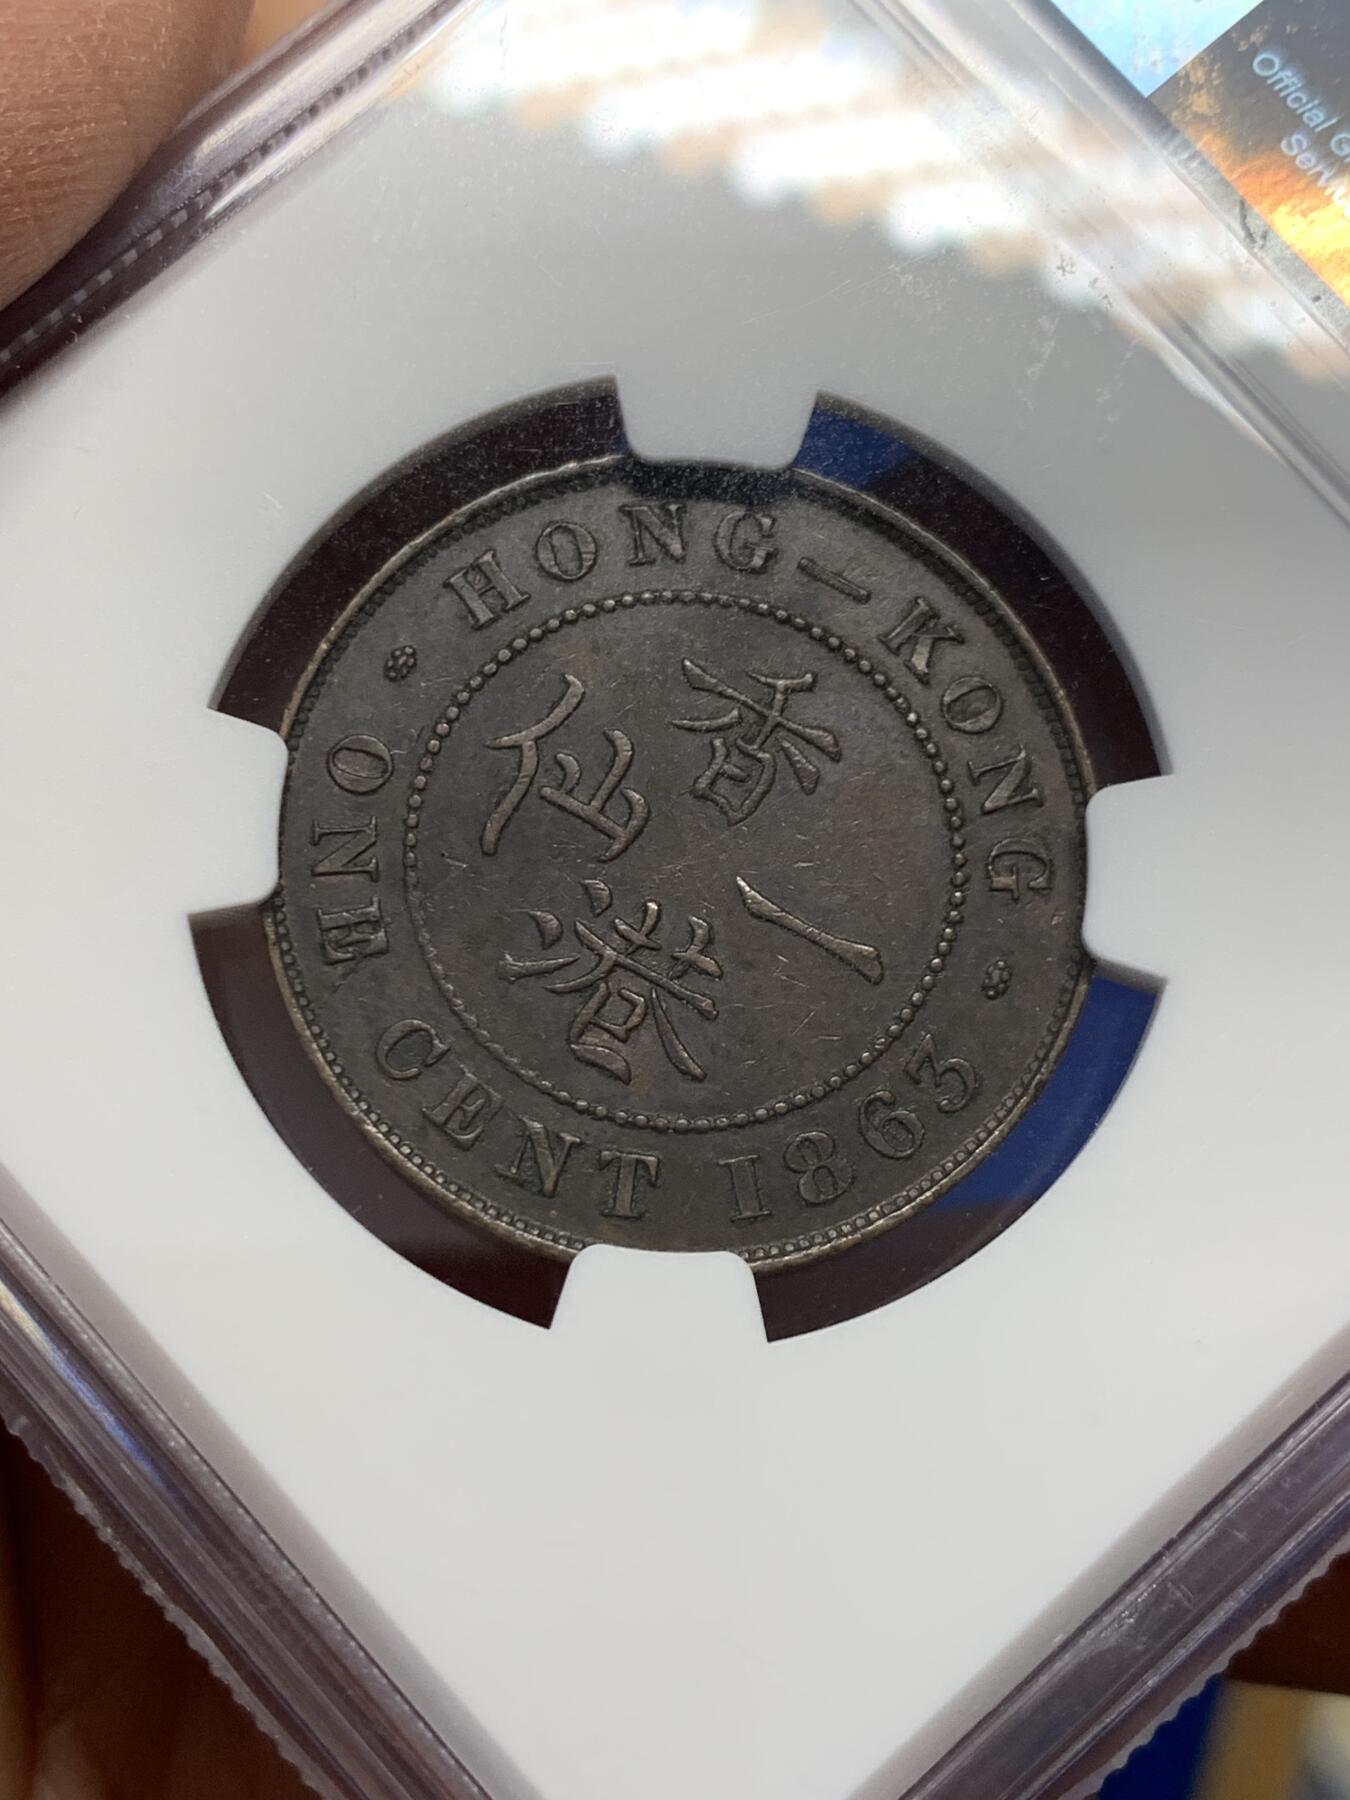 Official
HONG—KONG
香港
一仙
ONE CENT 1863